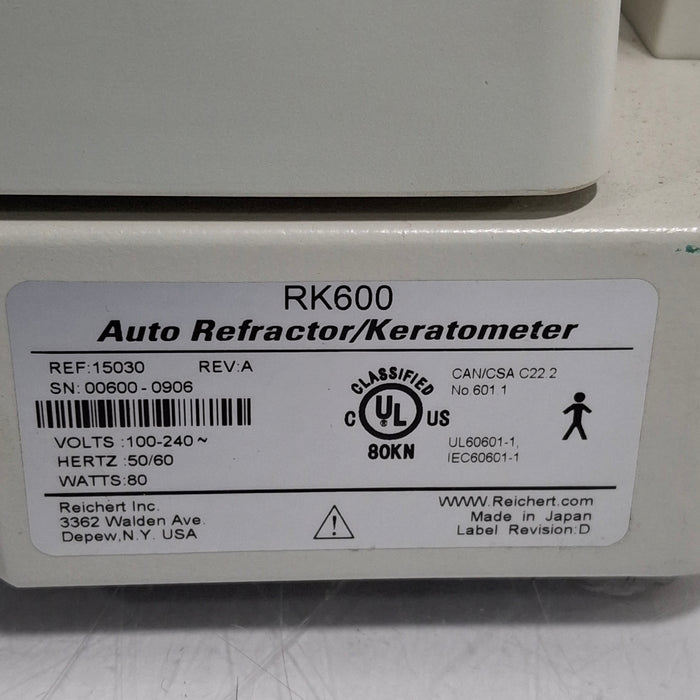 RK600
Auto Refractor/Keratometer
REF:15030 REV:A
SN: 00600-0906
VOLTS :100-240~
HERTZ :50/60
WATTS:80
CLASSIFIED
C UL US
80KN
CAN/CSA C22.2
No.601.1
UL60601-1,
IEC60601-1
Reichert Inc.
3362 Walden Ave.
Depew,N.Y. USA
WWW.Reichert.com
Made in Japan
Label Revision:D